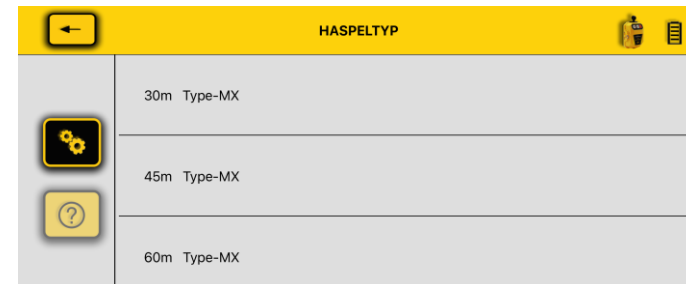 HASPELTYP
30m Type-MX
45m Type-MX
?
60m Type-MX